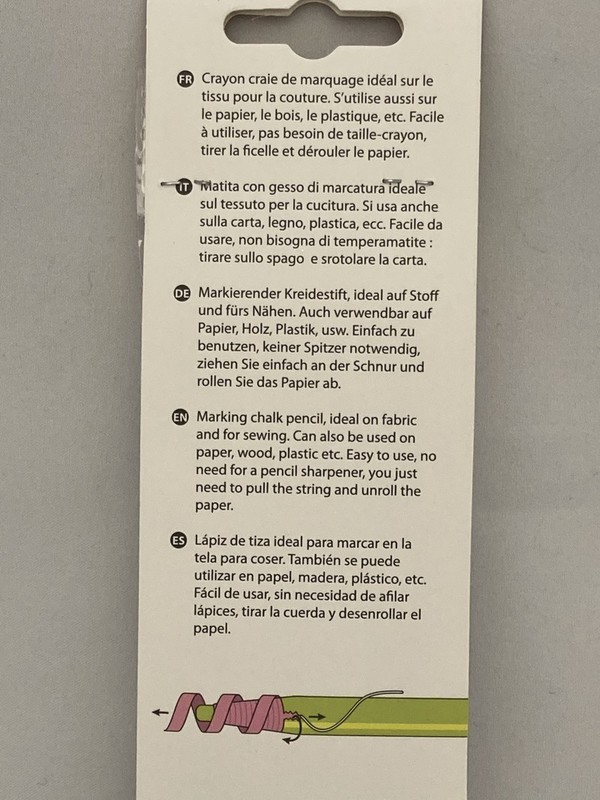 FR Crayon craie de marquage idéal sur le
tissu pour la couture. S'utilise aussi sur
le papier, le bois, le plastique, etc. Facile
à utiliser, pas besoin de taille-crayon,
tirer la ficelle et dérouler le papier.
IT Matita con gesso di marcatura ideale
sul tessuto per la cucitura. Si usa anche
sulla carta, legno, plastica, ecc. Facile da
usare, non bisogna di temperamatite :
tirare sullo spago e srotolare la carta.
DE Markierender Kreidestift, ideal auf Stoff
und fürs Nähen. Auch verwendbar auf
Papier, Holz, Plastik, usw. Einfach zu
benutzen, keiner Spitzer notwendig,
ziehen Sie einfach an der Schnur und
rollen Sie das Papier ab.
EN Marking chalk pencil, ideal on fabric
and for sewing. Can also be used on
paper, wood, plastic etc. Easy to use, no
need for a pencil sharpener, you just
need to pull the string and unroll the
paper.
ES Lápiz de tiza ideal para marcar en la
tela para coser. También se puede
utilizar en papel, madera, plástico, etc.
Fácil de usar, sin necesidad de afilar
lápices, tirar la cuerda y desenrollar el
papel.